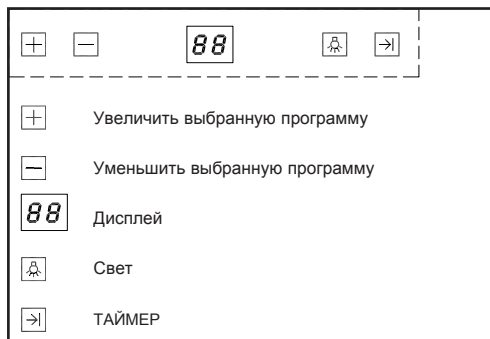 + − 88
+ Увеличить выбранную программу
− Уменьшить выбранную программу
88 Дисплей
Свет
ТАЙМЕР